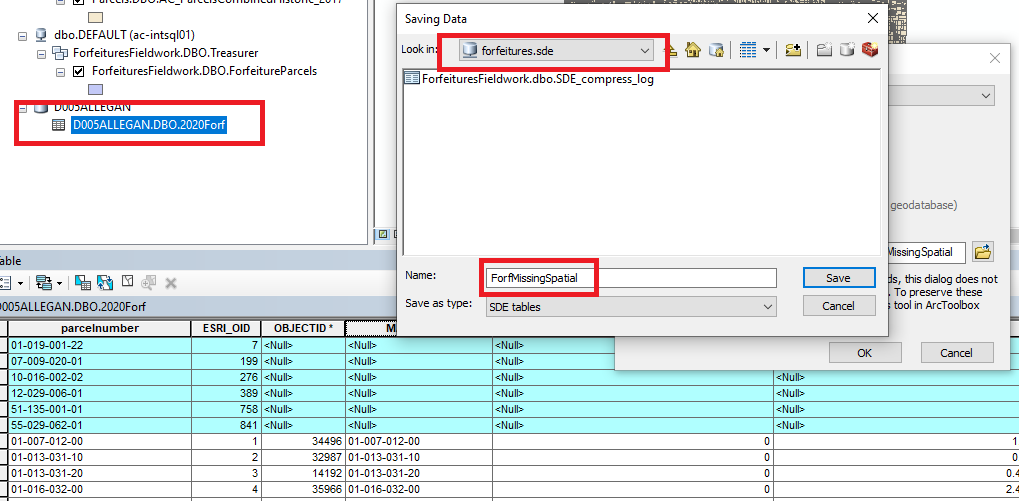 Parcels.DBO.AC_ParcelsCombinedHistoric_2017
dbo.DEFAULT (ac-intsql01)
ForfeituresFieldwork.DBO.Treasurer
ForfeituresFieldwork.DBO.ForfeitureParcels
D005ALLEGAN
D005ALLEGAN.DBO.2020Forf
Saving Data
Look in:
forfeitures.sde
ForfeituresFieldwork.dbo.SDE_compress_log
Name:
ForfMissingSpatial
Save
Save as type:
SDE tables
Cancel
geodatabase)
MissingSpatial
ds, this dialog does not
. To preserve these
s tool in ArcToolbox
OK
Cancel
able
D005ALLEGAN.DBO.2020Forf
parcelnumber ESRI_OID OBJECTID * M
01-019-001-22 7 <Null> <Null> <Null> <Null>
07-009-020-01 199 <Null> <Null> <Null> <Null>
10-016-002-02 276 <Null> <Null> <Null> <Null>
12-029-006-01 389 <Null> <Null> <Null> <Null>
51-135-001-01 758 <Null> <Null> <Null> <Null>
55-029-062-01 841 <Null> <Null> <Null> <Null>
01-007-012-00 1 34496 01-007-012-00 0 1
01-013-031-10 2 32987 01-013-031-10 0 0
01-013-031-20 3 14192 01-013-031-20 0 0.4
01-016-032-00 4 35966 01-016-032-00 0 2.4